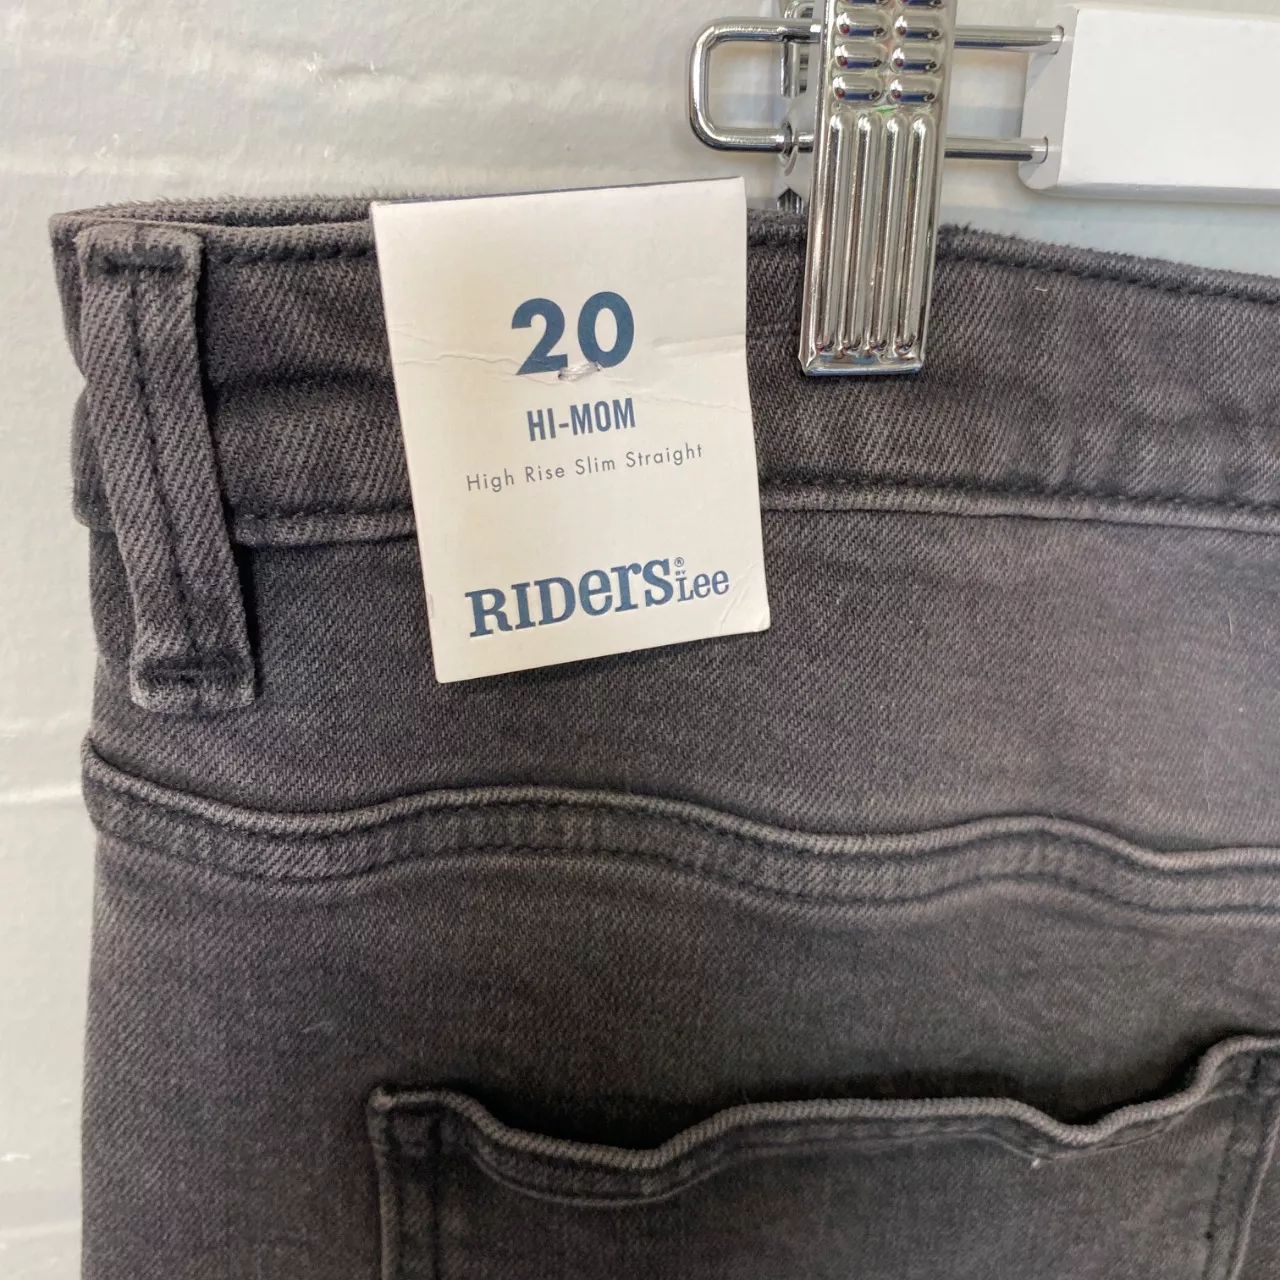 20
HI-MOM
High Rise Slim Straight
RIDERS® BY Lee